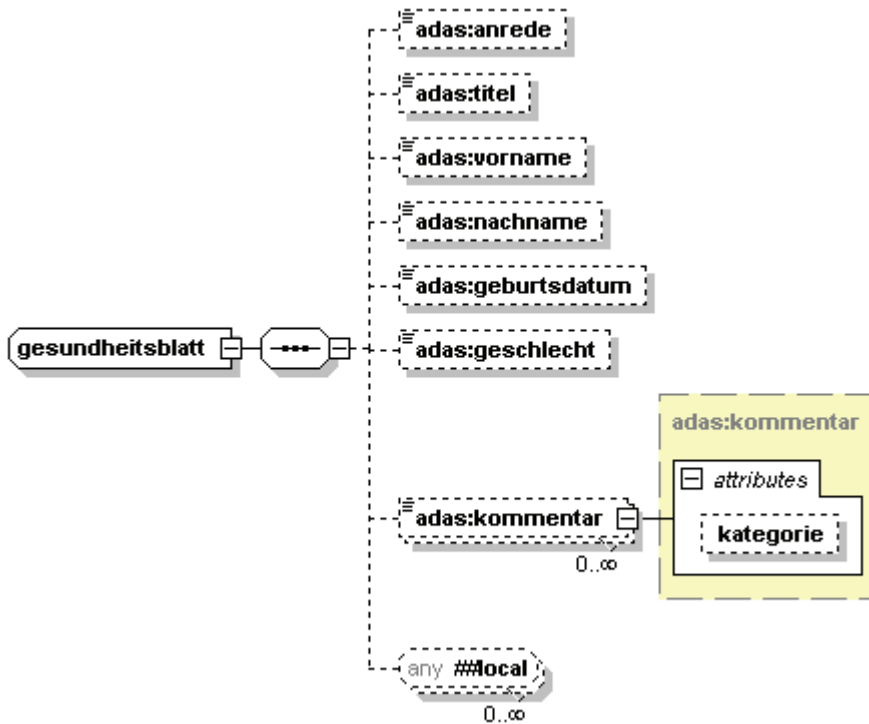 adas:anrede
adas:titel
adas:vorname
adas:nachname
adas:geburtsdatum
gesundheitsblatt
adas:geschlecht
adas:kommentar
attributes
adas:kommentar
kategorie
0..∞
any ##local
0..∞